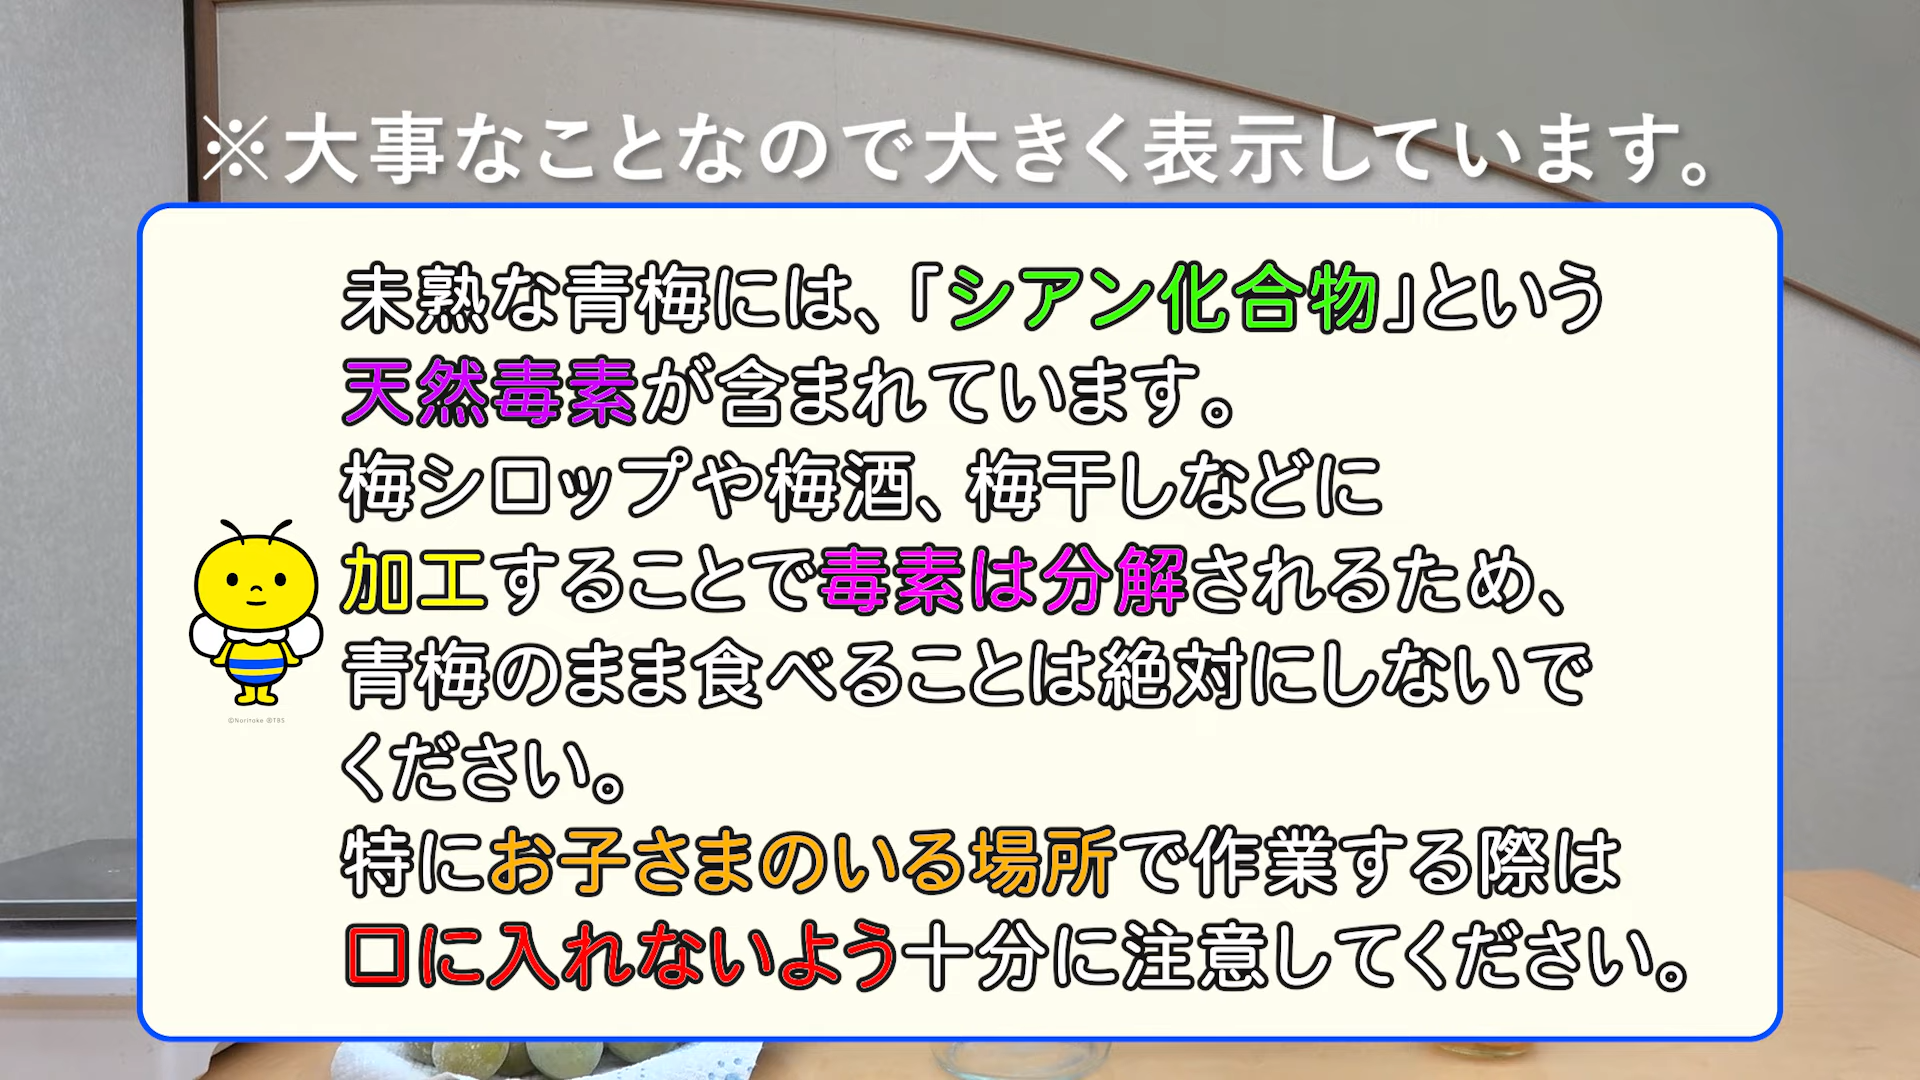 ※大事なことなので大きく表示しています。
未熟な青梅には、「シアン化合物」という
天然毒素が含まれています。
梅シロップや梅酒、梅干しなどに
加工することで毒素は分解されるため、
青梅のまま食べることは絶対にしないで
ください。
特にお子さまのいる場所で作業する際は
口に入れないよう十分に注意してください。
©Noritake ©TBS